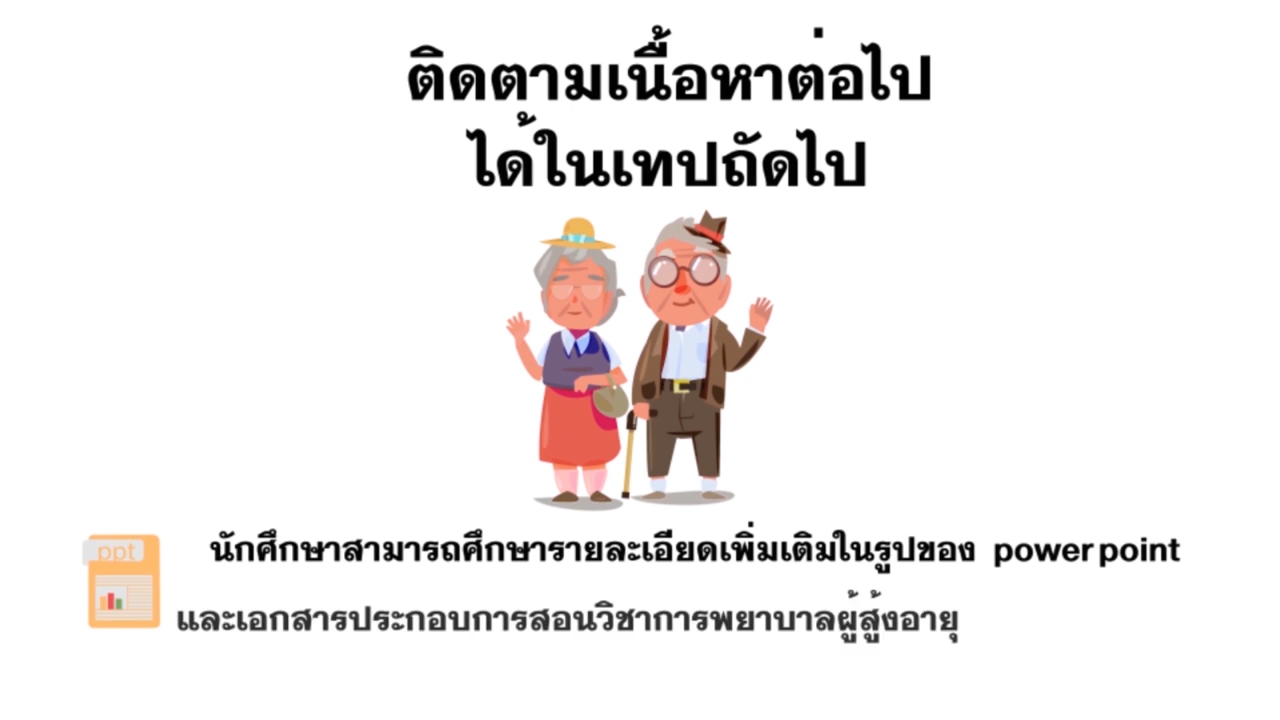 ติดตามเนื้อหาต่อไป
ได้ในเทปถัดไป
ppt
นักศึกษาสามารถศึกษารายละเอียดเพิ่มเติมในรูปของ power point
และเอกสารประกอบการสอนวิชาการพยาบาลผู้สู้งอายุ